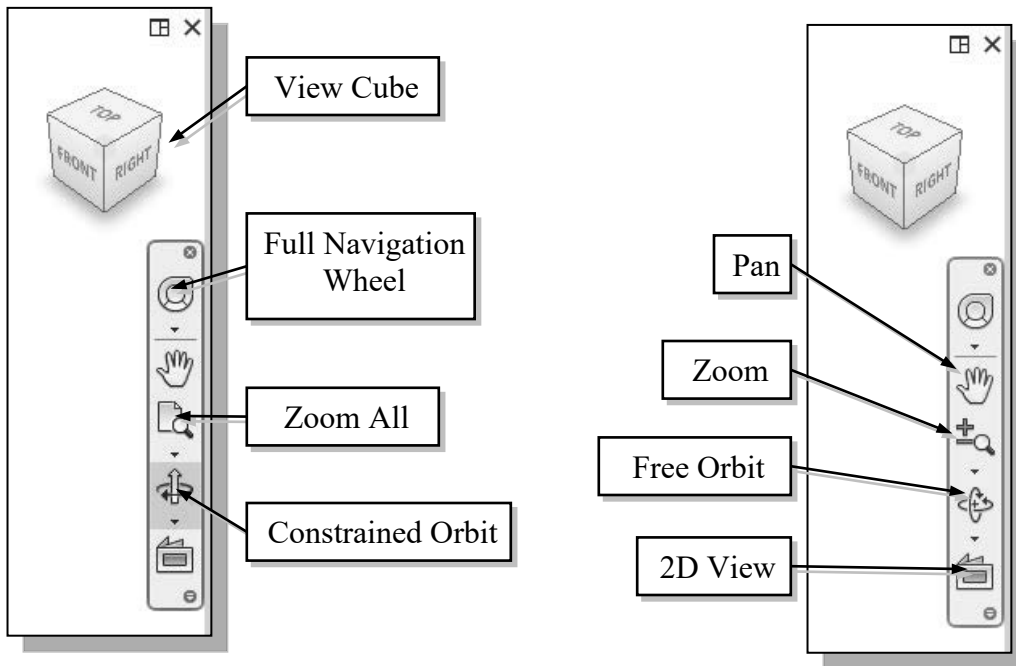 View Cube
TOP
FRONT
RIGHT
Full Navigation
Wheel
Zoom All
Constrained Orbit
TOP
FRONT
RIGHT
Pan
Zoom
Free Orbit
2D View